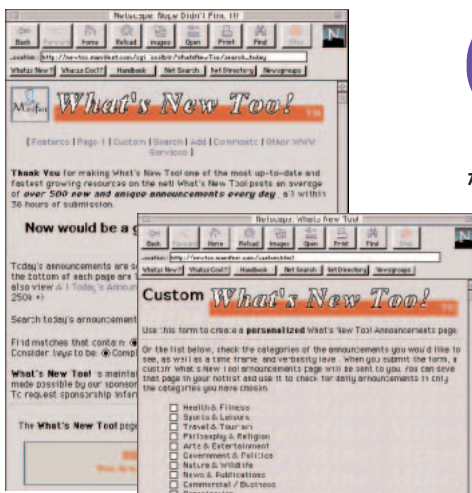 Netscape: Nope Didn't Find It!
Back Forward Home Reload Images Open Print Find Stop
N
What's New? What's Cool? Handbook Net Search Net Directory Newsgroups
What's New Too!
[ Features | Page 1 | Custom | Search | Add | Comments | Other WWW
Services ]
Thank You for making What's New Too! one of the most up-to-date and
fastest growing resources on the net! What's New Too! posts an average
of over 500 new and unique announcements every day, all within
36 hours of submission.
Now would be a g
Today's announcements are s
the bottom of each page are
also view All Today's Announ
250k +)
Search today's announcement
Find matches that contain:
Consider keys to be: Compl
What's New Too! is mainta
made possible by our sponsor
To request sponsorship infor
The What's New Too! page
Netscape: What's New Too!
Back Forward Home Reload Images Open Print Find Stop
N
What's New? What's Cool? Handbook Net Search Net Directory Newsgroups
Custom What's New Too!
Use this form to create a personalized What's New Too! Announcements page.
On the list below, check the categories of the announcements you would like to
see, as well as a time frame, and verbosity level. When you submit the form, a
custom What's New Too! announcements page will be sent to you. You can save
that page in your hotlist and use it to check for daily announcements in only
the categories you have chosen.
Health & Fitness
Sports & Leisure
Travel & Tourism
Philosophy & Religion
Arts & Entertainment
Government & Politics
Nature & Wildlife
News & Publications
Commercial / Business